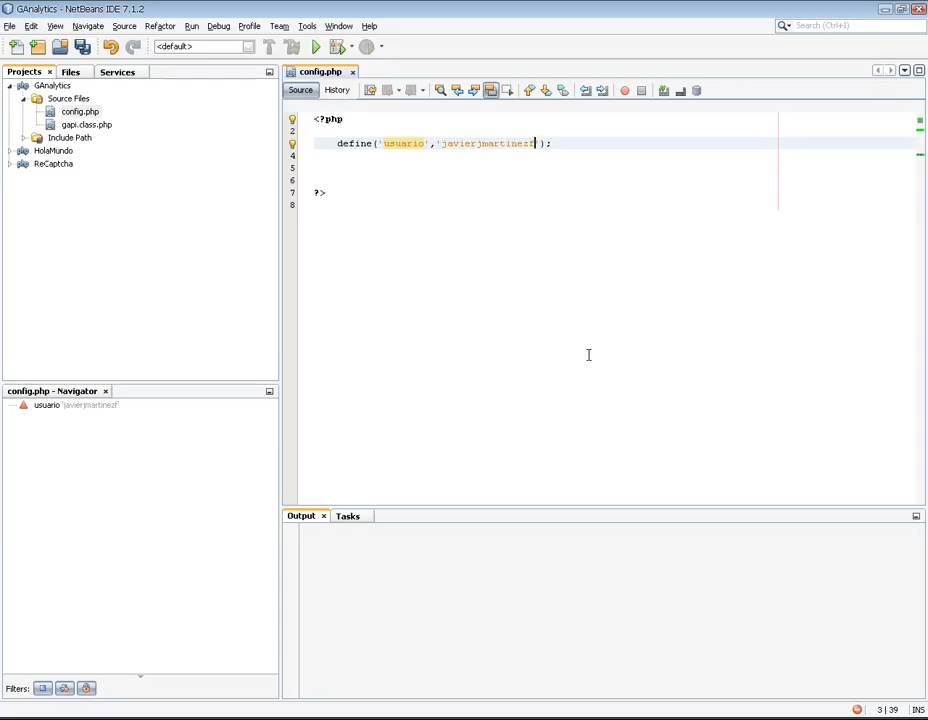 GAnalytics - NetBeans IDE 7.1.2
File Edit View Navigate Source Refactor Run Debug Profile Team Tools Window Help
Search (Ctrl+I)
<default>
Projects Files Services
GAnalytics
Source Files
config.php
gapi.class.php
Include Path
HolaMundo
ReCaptcha
config.php
Source History
<?php
2
define('usuario','javierjmartinezf');
4
5
6
7 ?>
8
config.php - Navigator
usuario 'javierjmartinezf'
Filters:
Output Tasks
3 | 39 INS